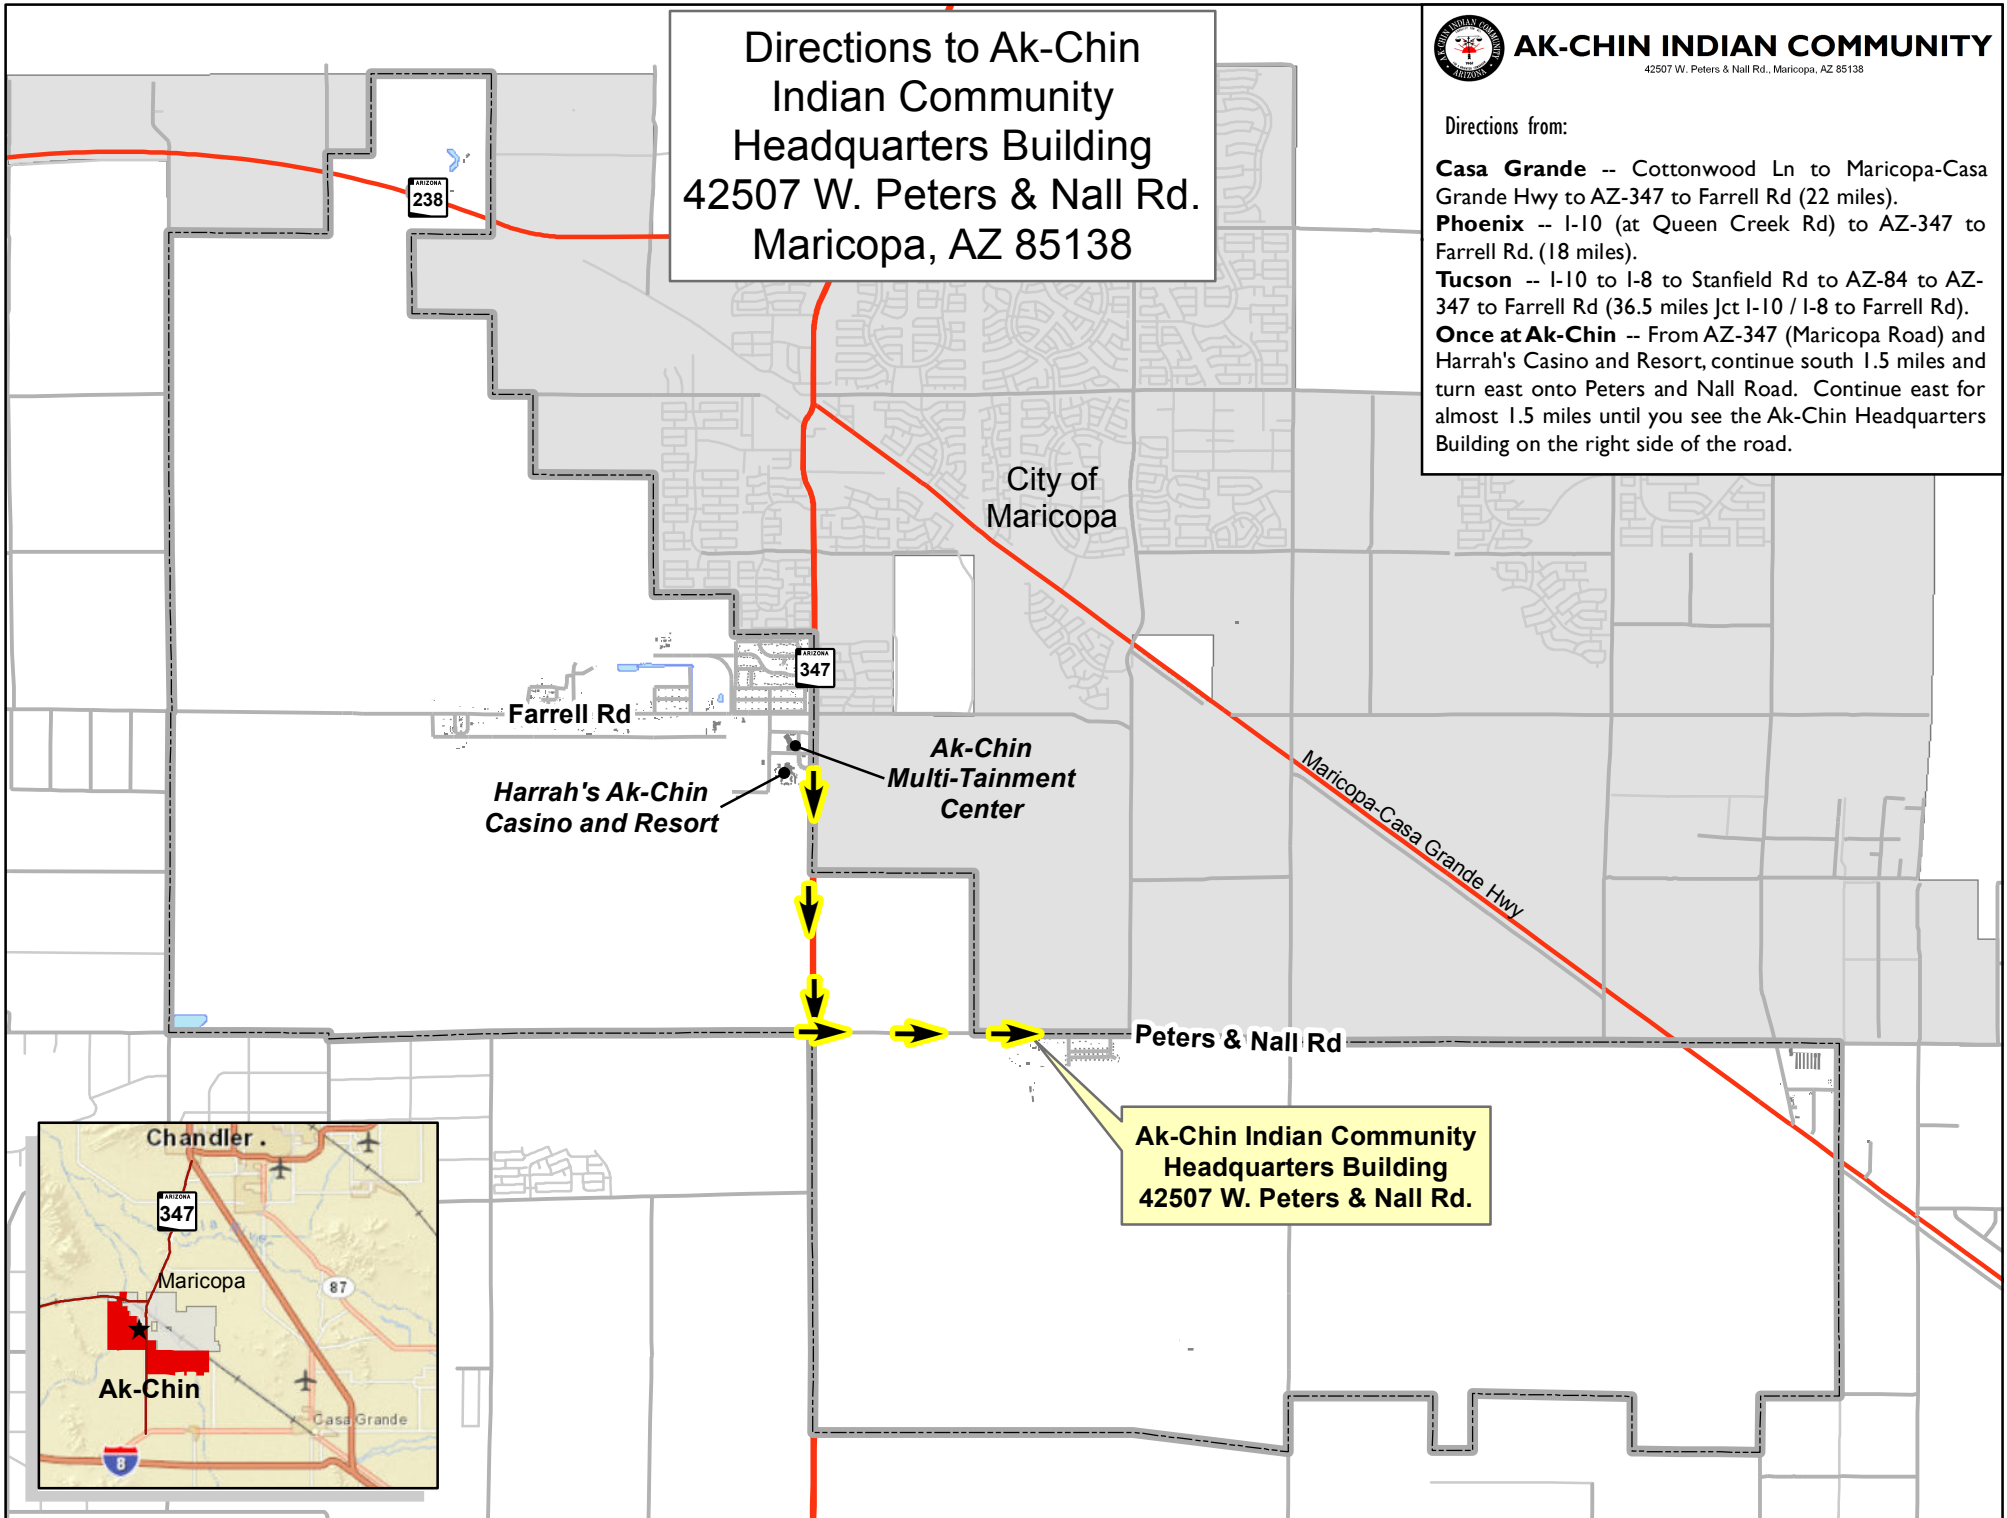 Directions to Ak-Chin
Indian Community
Headquarters Building
42507 W. Peters & Nall Rd.
Maricopa, AZ 85138
AK-CHIN INDIAN COMMUNITY
ARIZONA
AK-CHIN INDIAN COMMUNITY
42507 W. Peters & Nall Rd., Maricopa, AZ 85138
Directions from:
Casa Grande -- Cottonwood Ln to Maricopa-Casa
Grande Hwy to AZ-347 to Farrell Rd (22 miles).
Phoenix -- I-10 (at Queen Creek Rd) to AZ-347 to
Farrell Rd. (18 miles).
Tucson -- I-10 to I-8 to Stanfield Rd to AZ-84 to AZ-
347 to Farrell Rd (36.5 miles Jct I-10 / I-8 to Farrell Rd).
Once at Ak-Chin -- From AZ-347 (Maricopa Road) and
Harrah's Casino and Resort, continue south 1.5 miles and
turn east onto Peters and Nall Road. Continue east for
almost 1.5 miles until you see the Ak-Chin Headquarters
Building on the right side of the road.
ARIZONA
238
City of
Maricopa
ARIZONA
347
Farrell Rd
Ak-Chin
Multi-Tainment
Center
Harrah's Ak-Chin
Casino and Resort
Maricopa-Casa Grande Hwy
Peters & Nall Rd
Ak-Chin Indian Community
Headquarters Building
42507 W. Peters & Nall Rd.
Chandler
ARIZONA
347
Maricopa
87
Ak-Chin
Casa Grande
8